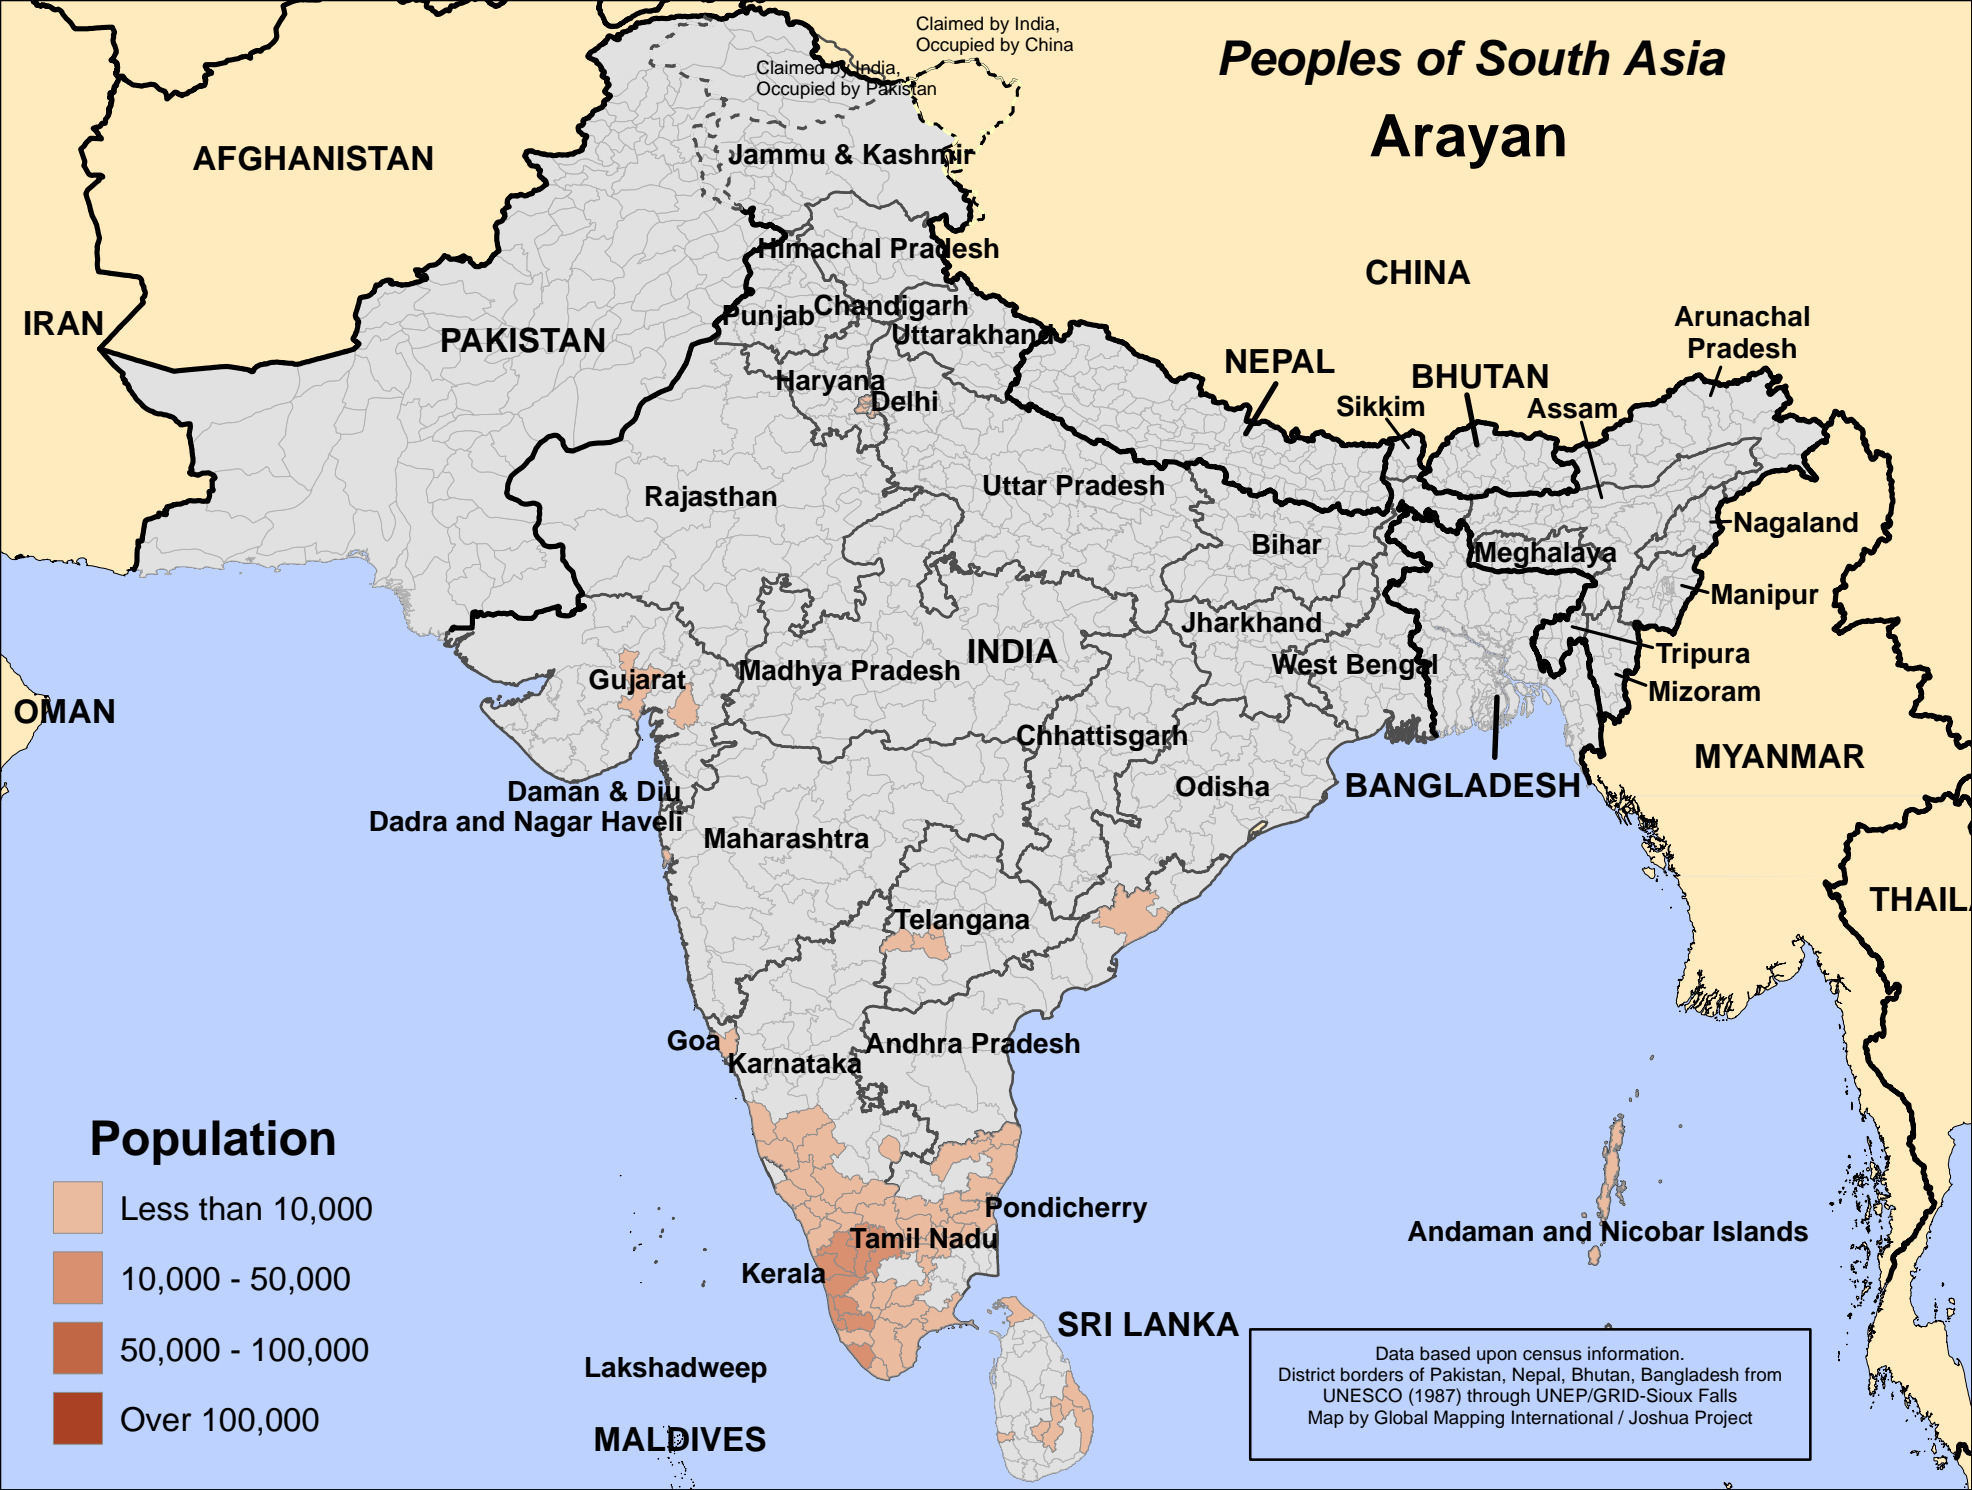 Claimed by India,
Occupied by China
Peoples of South Asia
Arayan
Claimed by India,
Occupied by Pakistan
AFGHANISTAN
Jammu & Kashmir
Himachal Pradesh
CHINA
IRAN
PAKISTAN
Punjab
Chandigarh
Uttarakhand
Arunachal
Pradesh
NEPAL
BHUTAN
Haryana
Delhi
Sikkim
Assam
Rajasthan
Uttar Pradesh
Nagaland
Bihar
Meghalaya
Manipur
Jharkhand
INDIA
Tripura
West Bengal
Madhya Pradesh
Gujarat
Mizoram
OMAN
Chhattisgarh
MYANMAR
Odisha
BANGLADESH
Daman & Diu
Dadra and Nagar Haveli
Maharashtra
THAIL
Telangana
Goa
Andhra Pradesh
Karnataka
Population
Less than 10,000
10,000 - 50,000
50,000 - 100,000
Over 100,000
Pondicherry
Tamil Nadu
Andaman and Nicobar Islands
Kerala
SRI LANKA
Lakshadweep
MALDIVES
Data based upon census information.
District borders of Pakistan, Nepal, Bhutan, Bangladesh from
UNESCO (1987) through UNEP/GRID-Sioux Falls
Map by Global Mapping International / Joshua Project